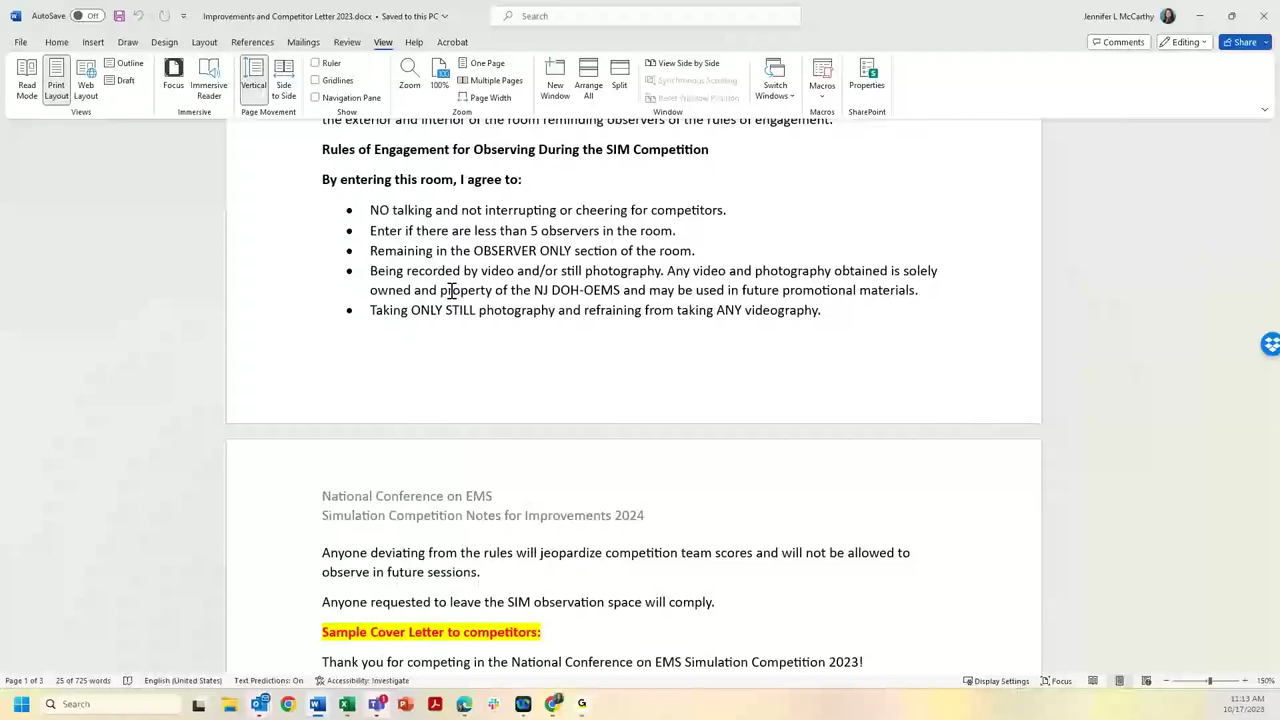 AutoSave Off Improvements and Competitor Letter 2023.docx • Saved to this PC Search Jennifer L McCarthy
File Home Insert Draw Design Layout References Mailings Review View Help Acrobat Comments Editing Share
Read Mode Print Layout Web Layout Outline Draft Focus Immersive Reader Vertical Side to Side Ruler Gridlines Navigation Pane Zoom 100% One Page Multiple Pages Page Width New Window Arrange All Split View Side by Side Synchronous Scrolling Reset Window Position Switch Windows Macros Properties
Views Immersive Page Movement Show Zoom Window Macros SharePoint
the exterior and interior of the room reminding observers of the rules of engagement.
Rules of Engagement for Observing During the SIM Competition
By entering this room, I agree to:
• NO talking and not interrupting or cheering for competitors.
• Enter if there are less than 5 observers in the room.
• Remaining in the OBSERVER ONLY section of the room.
• Being recorded by video and/or still photography. Any video and photography obtained is solely
owned and property of the NJ DOH-OEMS and may be used in future promotional materials.
• Taking ONLY STILL photography and refraining from taking ANY videography.
National Conference on EMS
Simulation Competition Notes for Improvements 2024
Anyone deviating from the rules will jeopardize competition team scores and will not be allowed to
observe in future sessions.
Anyone requested to leave the SIM observation space will comply.
Sample Cover Letter to competitors:
Thank you for competing in the National Conference on EMS Simulation Competition 2023!
Page 1 of 3 25 of 725 words English (United States) Text Predictions: On Accessibility: Investigate Display Settings Focus 150%
Search 11:13 AM
10/17/2023